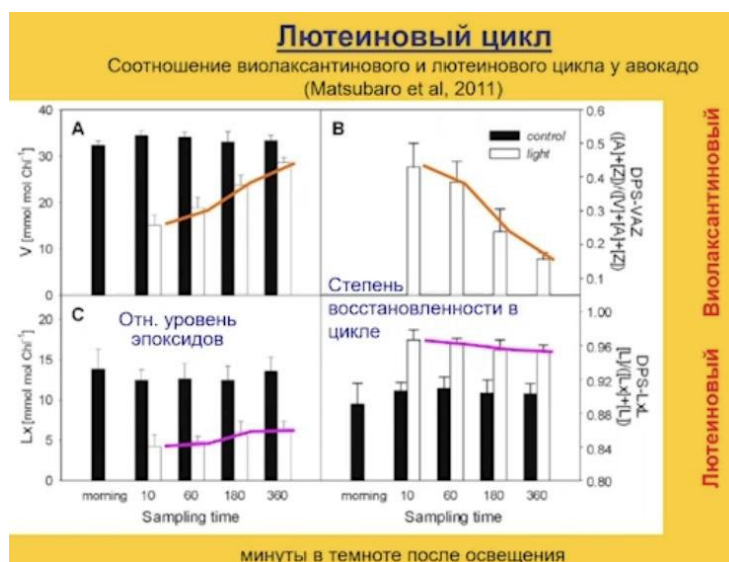 Лютеиновый цикл
Соотношение виолаксантинового и лютеинового цикла у авокадо
(Matsubaro et al, 2011)
A
B
control
light
40
30
20
10
0
V [mmol mol Chl⁻¹]
0.6
0.5
0.4
0.3
0.2
0.1
DPS-VAZ
([A]+[Z])/([V]+[A]+[Z])
Виолаксантиновый
C
Отн. уровень
эпоксидов
Степень
восстановленности в
цикле
20
15
10
5
0
Lx [mmol mol Chl⁻¹]
1.00
0.96
0.92
0.88
0.84
0.80
DPS-LxL
[L]/([Lx]+[L])
Лютеиновый
morning 10 60 180 360
Sampling time
morning 10 60 180 360
Sampling time
минуты в темноте после освещения